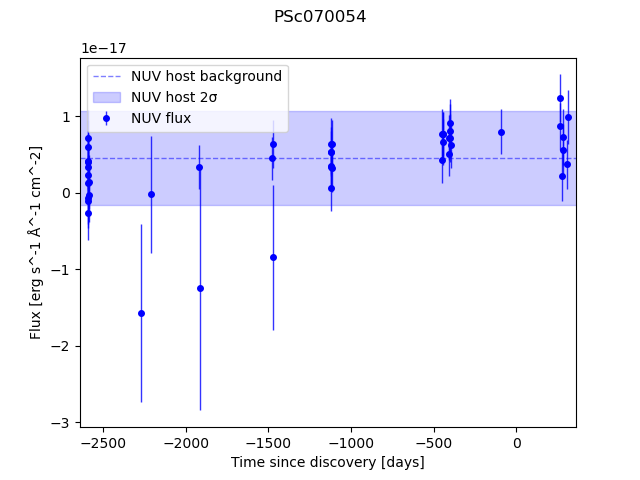 PSc070054
1e−17
NUV host background
NUV host 2σ
NUV flux
1
0
−1
−2
−3
Flux [erg s^-1 Å^-1 cm^-2]
−2500 −2000 −1500 −1000 −500 0
Time since discovery [days]